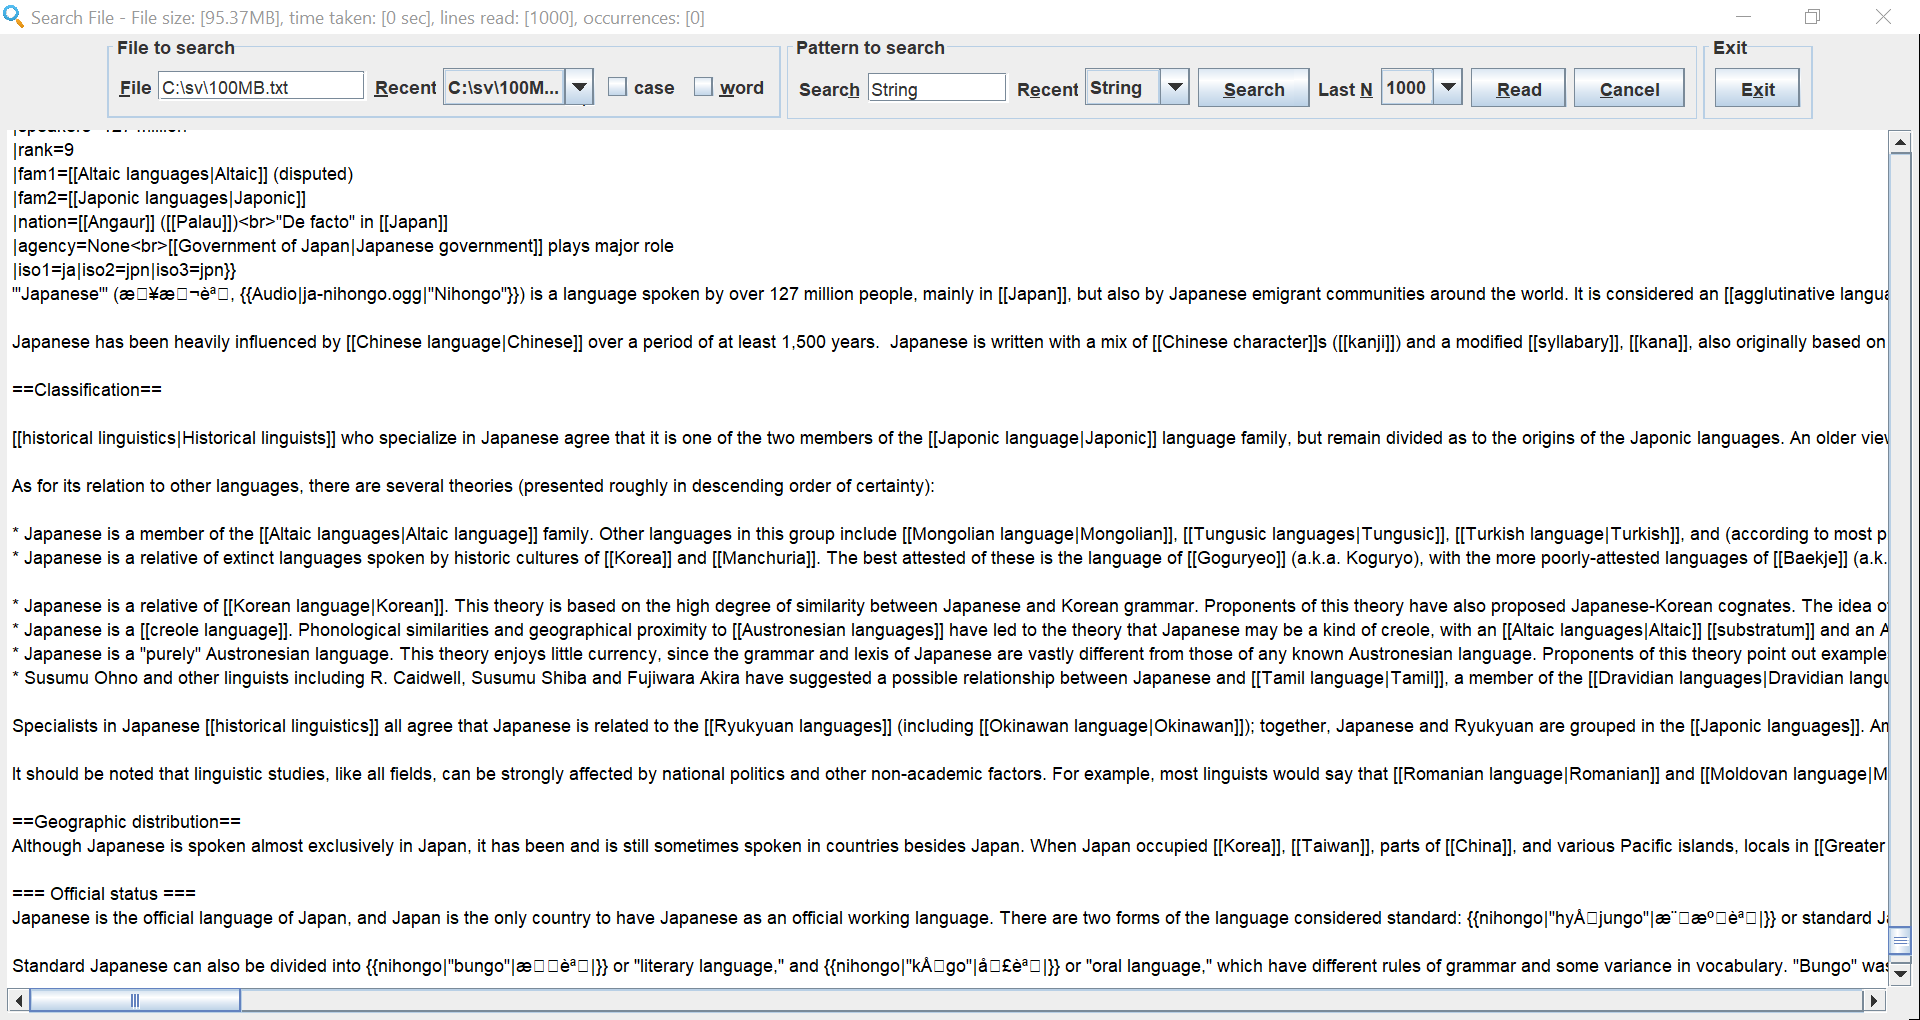 Search File - File size: [95.37MB], time taken: [0 sec], lines read: [1000], occurrences: [0]
File to search
Pattern to search
Exit
File C:\sv\100MB.txt Recent C:\sv\100M... case word
Search String Recent String Search Last N 1000 Read Cancel
Exit
|rank=9
|fam1=[[Altaic languages|Altaic]] (disputed)
|fam2=[[Japonic languages|Japonic]]
|nation=[[Angaur]] ([[Palau]])<br>"De facto" in [[Japan]]
|agency=None<br>[[Government of Japan|Japanese government]] plays major role
|iso1=ja|iso2=jpn|iso3=jpn}}
'"Japanese"' (æ□¥æ□¬èª□, {{Audio|ja-nihongo.ogg|"Nihongo"}}) is a language spoken by over 127 million people, mainly in [[Japan]], but also by Japanese emigrant communities around the world. It is considered an [[agglutinative
Japanese has been heavily influenced by [[Chinese language|Chinese]] over a period of at least 1,500 years.  Japanese is written with a mix of [[Chinese character]]s ([[kanji]]) and a modified [[syllabary]], [[kana]], also originally based on
==Classification==
[[historical linguistics|Historical linguists]] who specialize in Japanese agree that it is one of the two members of the [[Japonic language|Japonic]] language family, but remain divided as to the origins of the Japonic languages. An older
As for its relation to other languages, there are several theories (presented roughly in descending order of certainty):
* Japanese is a member of the [[Altaic languages|Altaic language]] family. Other languages in this group include [[Mongolian language|Mongolian]], [[Tungusic languages|Tungusic]], [[Turkish language|Turkish]], and (according to most p
* Japanese is a relative of extinct languages spoken by historic cultures of [[Korea]] and [[Manchuria]]. The best attested of these is the language of [[Goguryeo]] (a.k.a. Koguryo), with the more poorly-attested languages of [[Baekje]] (a.k.
* Japanese is a relative of [[Korean language|Korean]]. This theory is based on the high degree of similarity between Japanese and Korean grammar. Proponents of this theory have also proposed Japanese-Korean cognates. The idea
* Japanese is a [[creole language]]. Phonological similarities and geographical proximity to [[Austronesian languages]] have led to the theory that Japanese may be a kind of creole, with an [[Altaic languages|Altaic]] [[substratum]] and an
* Japanese is a "purely" Austronesian language. This theory enjoys little currency, since the grammar and lexis of Japanese are vastly different from those of any known Austronesian language. Proponents of this theory point out example
* Susumu Ohno and other linguists including R. Caidwell, Susumu Shiba and Fujiwara Akira have suggested a possible relationship between Japanese and [[Tamil language|Tamil]], a member of the [[Dravidian languages|Dravidian
Specialists in Japanese [[historical linguistics]] all agree that Japanese is related to the [[Ryukyuan languages]] (including [[Okinawan language|Okinawan]]); together, Japanese and Ryukyuan are grouped in the [[Japonic languages]].
It should be noted that linguistic studies, like all fields, can be strongly affected by national politics and other non-academic factors. For example, most linguists would say that [[Romanian language|Romanian]] and [[Moldovan language|M
==Geographic distribution==
Although Japanese is spoken almost exclusively in Japan, it has been and is still sometimes spoken in countries besides Japan. When Japan occupied [[Korea]], [[Taiwan]], parts of [[China]], and various Pacific islands, locals in [[Greater
=== Official status ===
Japanese is the official language of Japan, and Japan is the only country to have Japanese as an official working language. There are two forms of the language considered standard: {{nihongo|"hyÅ□jungo"|æ¨□æº□èª□|}} or standard
Standard Japanese can also be divided into {{nihongo|"bungo"|æ□□èª□|}} or "literary language," and {{nihongo|"kÅ□go"|å□£èª□|}} or "oral language," which have different rules of grammar and some variance in vocabulary. "Bungo" was